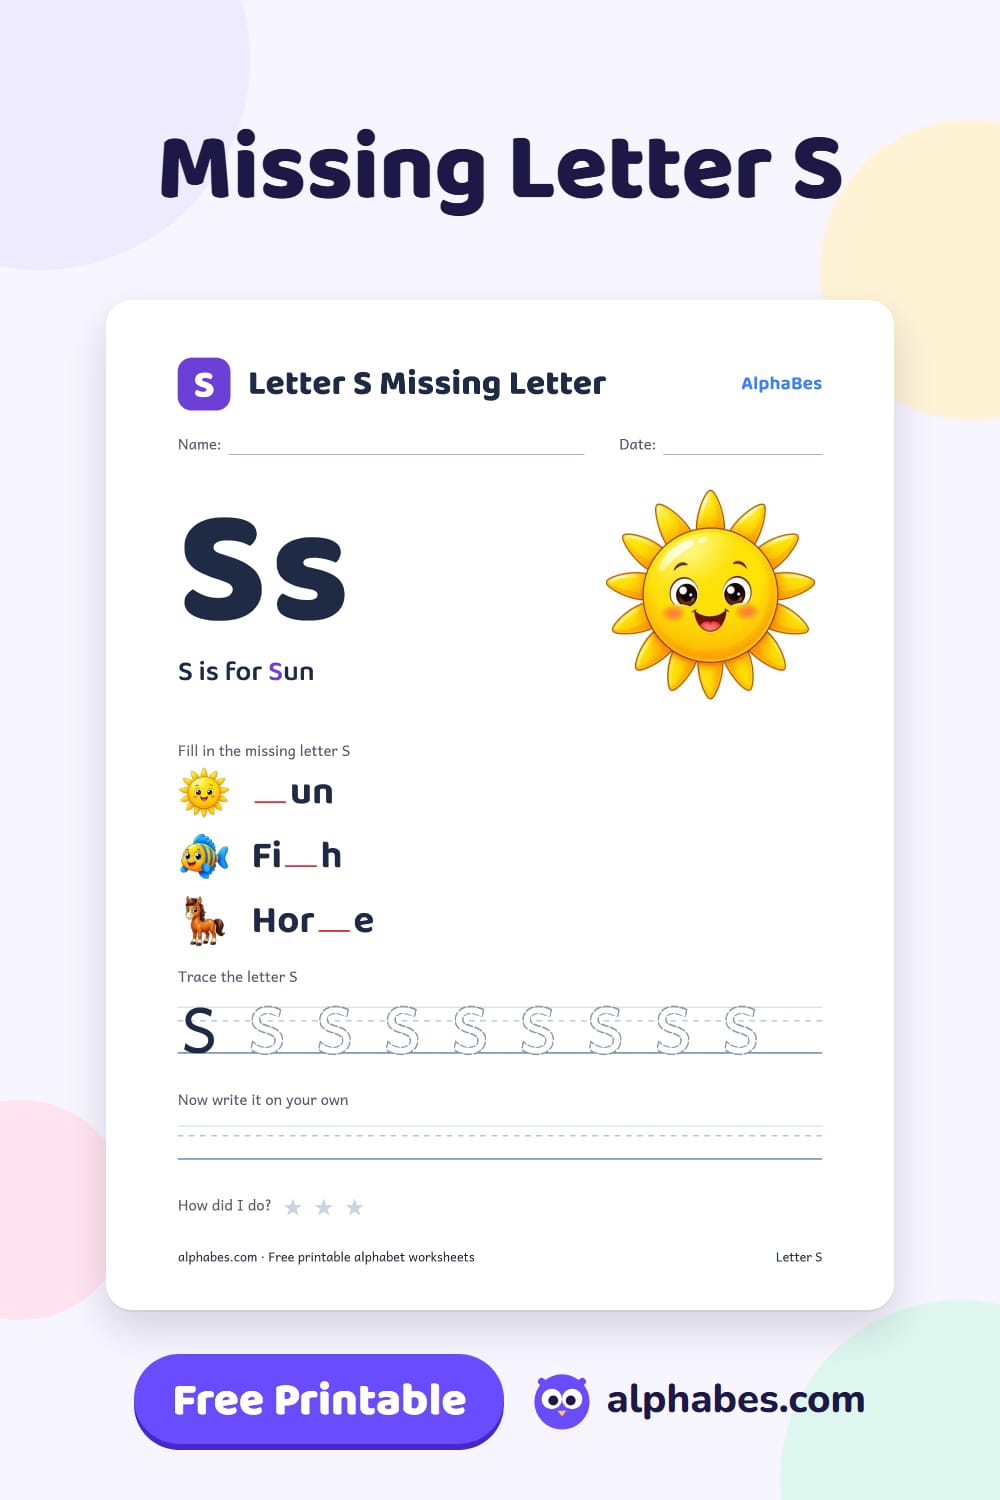 Missing Letter S
S Letter S Missing Letter AlphaBes
Name: Date:
Ss
S is for Sun
Fill in the missing letter S
__un
Fi__h
Hor__e
Trace the letter S
S S S S S S S S S
Now write it on your own
How did I do?
alphabes.com · Free printable alphabet worksheets Letter S
Free Printable alphabes.com